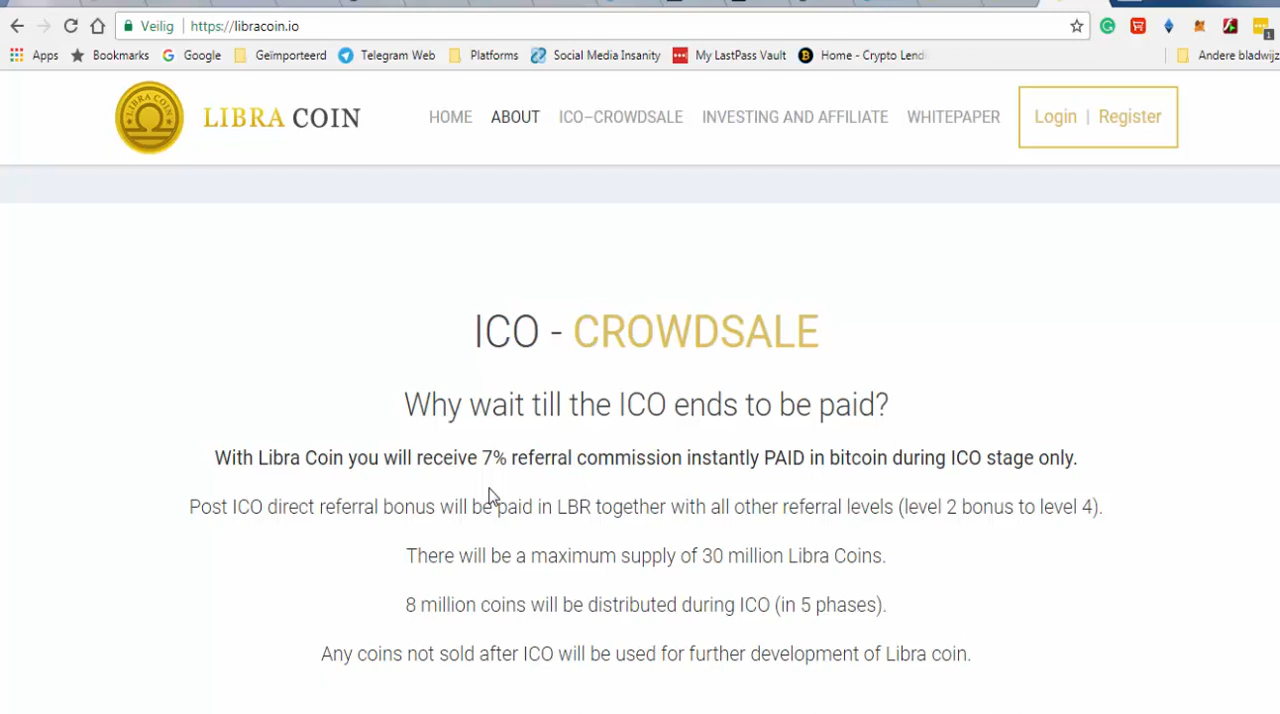 Veilig https://libracoin.io
Apps Bookmarks Google Geïmporteerd Telegram Web Platforms Social Media Insanity My LastPass Vault Home - Crypto Lend Andere bladwijz
LIBRA COIN HOME ABOUT ICO–CROWDSALE INVESTING AND AFFILIATE WHITEPAPER Login | Register
ICO - CROWDSALE
Why wait till the ICO ends to be paid?
With Libra Coin you will receive 7% referral commission instantly PAID in bitcoin during ICO stage only.
Post ICO direct referral bonus will be paid in LBR together with all other referral levels (level 2 bonus to level 4).
There will be a maximum supply of 30 million Libra Coins.
8 million coins will be distributed during ICO (in 5 phases).
Any coins not sold after ICO will be used for further development of Libra coin.